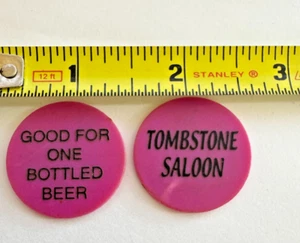 12 ft 1 2 STANLEY® 3
GOOD FOR
ONE
BOTTLED
BEER
TOMBSTONE
SALOON